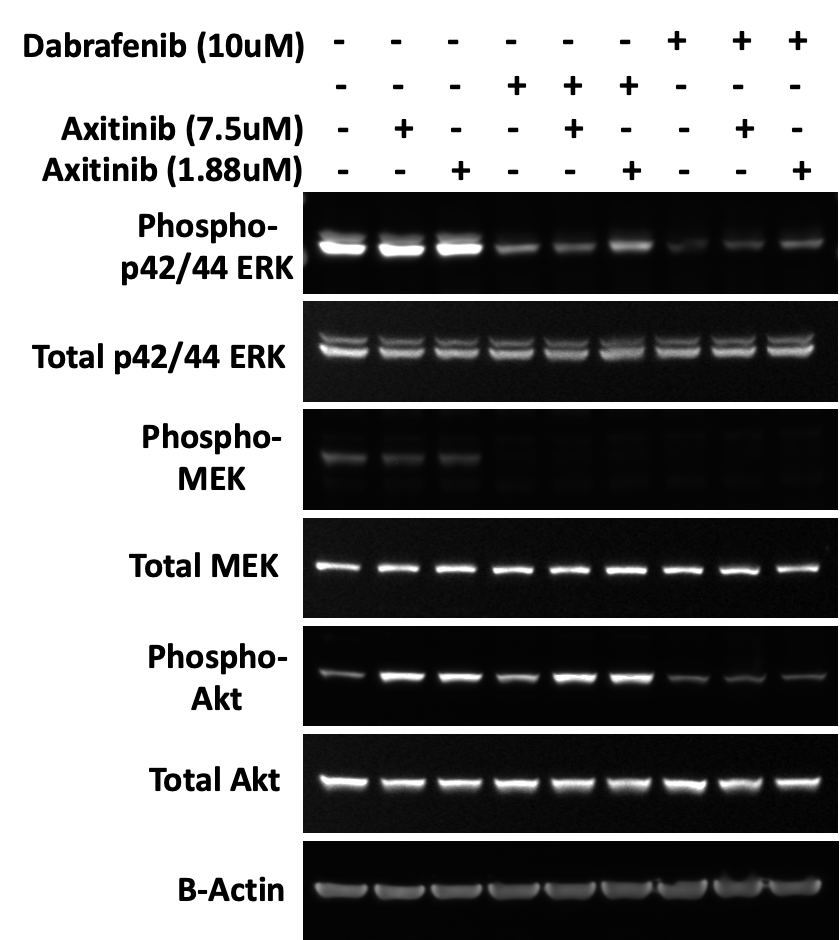 Dabrafenib (10uM) - - - - - - + + +
- - - + + + - - -
Axitinib (7.5uM) - + - - + - - + -
Axitinib (1.88uM) - - + - - + - - +
Phospho-
p42/44 ERK
Total p42/44 ERK
Phospho-
MEK
Total MEK
Phospho-
Akt
Total Akt
B-Actin